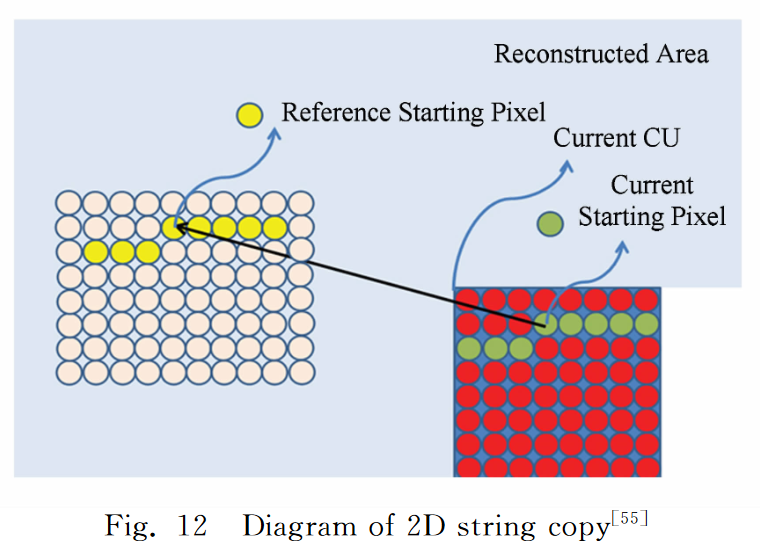 Reconstructed Area
Reference Starting Pixel
Current CU
Current
Starting Pixel
Fig. 12 Diagram of 2D string copy[55]